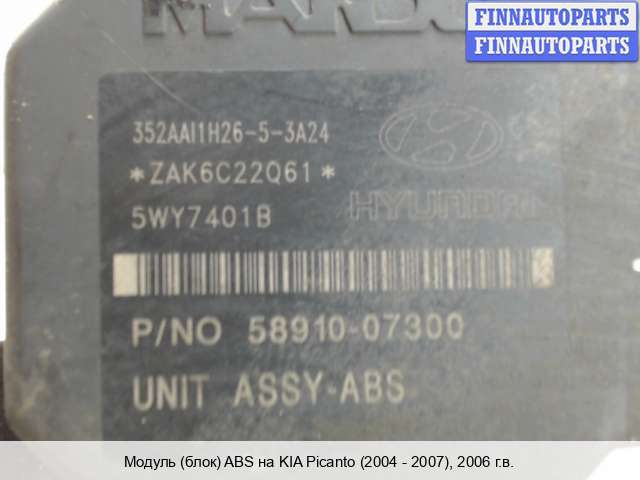 FINNAUTOPARTS
FINNAUTOPARTS
352AAI1H26-5-3A24
*ZAK6C22Q61*
5WY7401B
HYUNDAI
P/NO 58910-07300
UNIT ASSY-ABS
Модуль (блок) ABS на KIA Picanto (2004 - 2007), 2006 г.в.